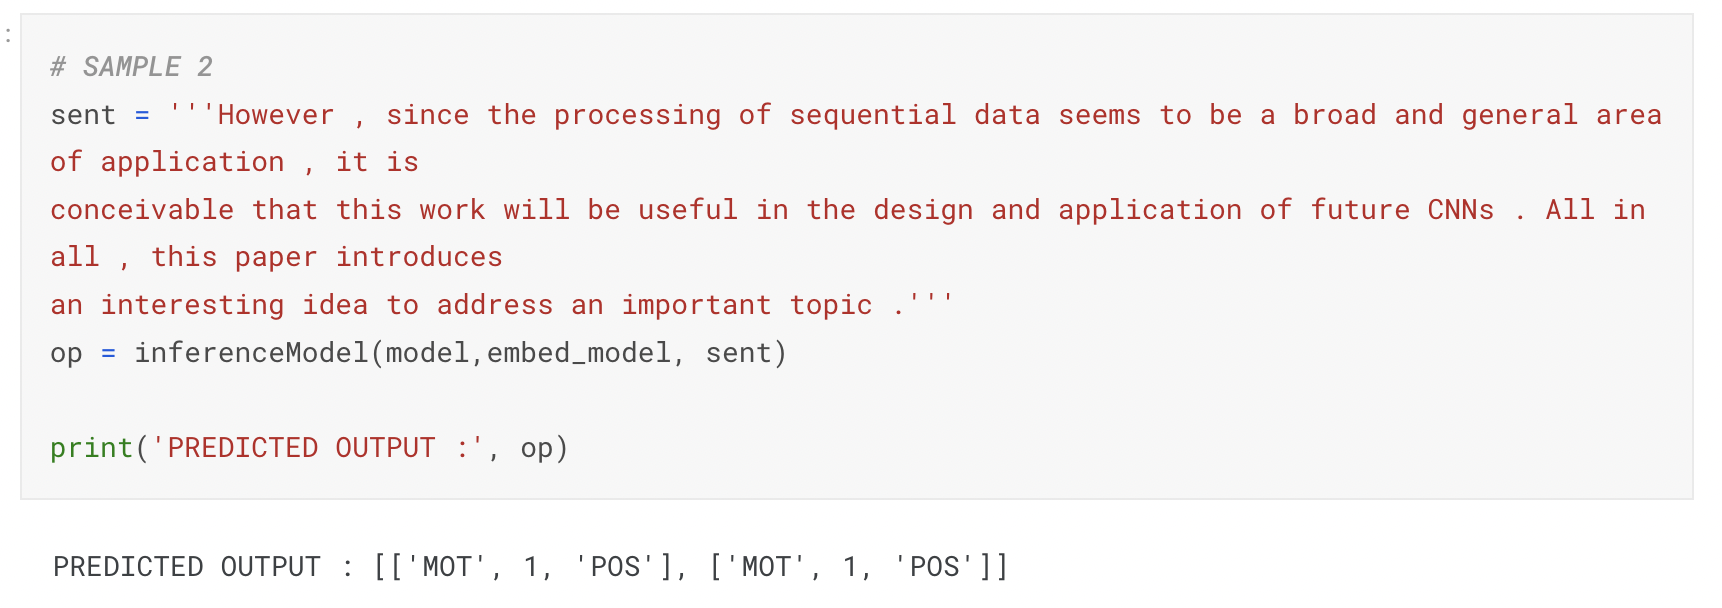 :
# SAMPLE 2
sent = '''However , since the processing of sequential data seems to be a broad and general area
of application , it is
conceivable that this work will be useful in the design and application of future CNNs . All in
all , this paper introduces
an interesting idea to address an important topic .'''
op = inferenceModel(model,embed_model, sent)
print('PREDICTED OUTPUT :', op)
PREDICTED OUTPUT : [['MOT', 1, 'POS'], ['MOT', 1, 'POS']]